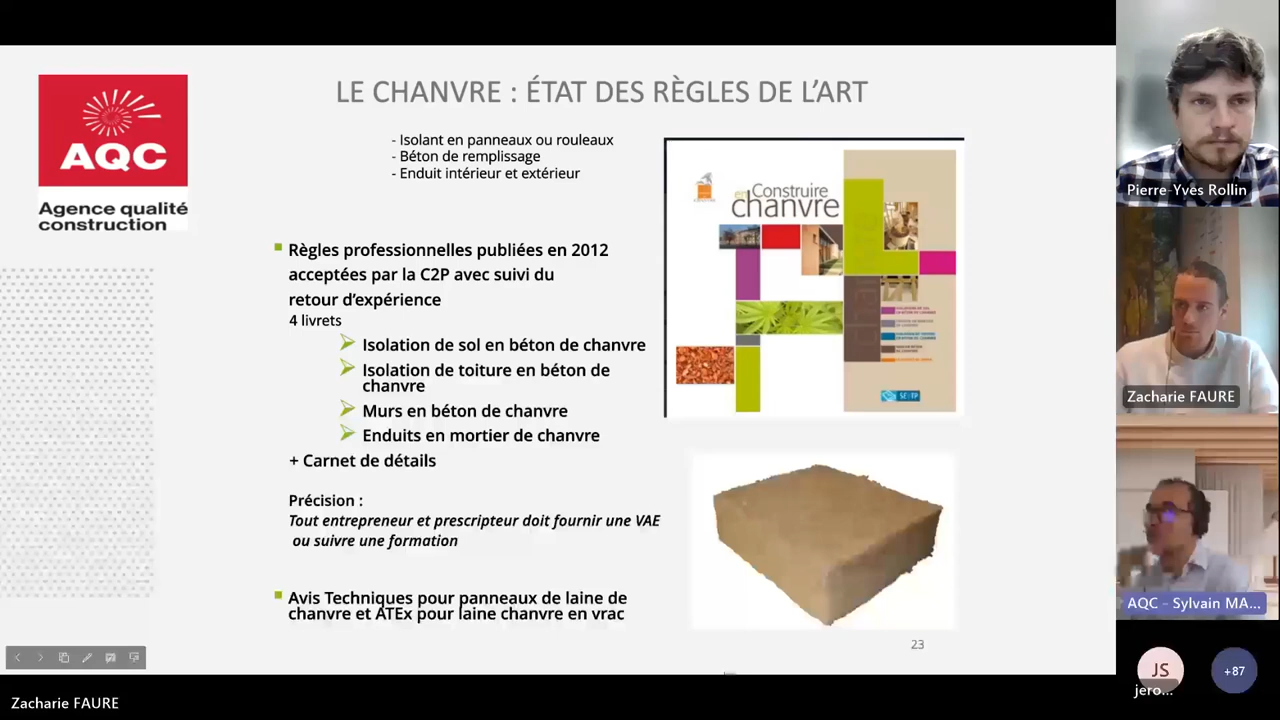 AQC
Agence qualité
construction
LE CHANVRE : ÉTAT DES RÈGLES DE L'ART
- Isolant en panneaux ou rouleaux
- Béton de remplissage
- Enduit intérieur et extérieur
Règles professionnelles publiées en 2012
acceptées par la C2P avec suivi du
retour d'expérience
4 livrets
Isolation de sol en béton de chanvre
Isolation de toiture en béton de
chanvre
Murs en béton de chanvre
Enduits en mortier de chanvre
+ Carnet de détails
Précision :
Tout entrepreneur et prescripteur doit fournir une VAE
ou suivre une formation
Avis Techniques pour panneaux de laine de
chanvre et ATEx pour laine chanvre en vrac
Construire
en
chanvre
23
Pierre-Yves Rollin
Zacharie FAURE
AQC - Sylvain MA...
JS
jero...
+87
Zacharie FAURE